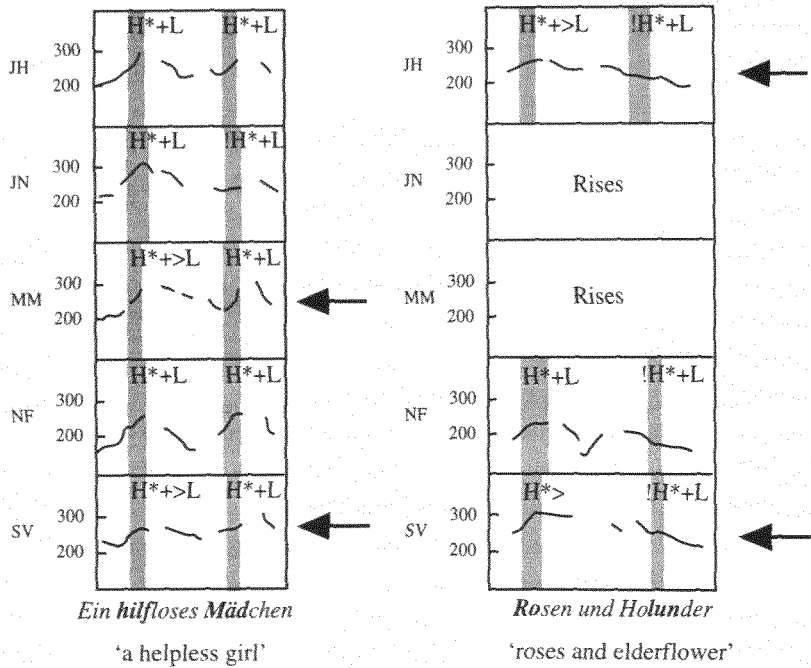 H*+L H*+L
JH 300 200
H*+L !H*+L
JN 300 200
H*+>L H*+L
MM 300 200
H*+L H*+L
NF 300 200
H*+>L H*+L
SV 300 200
Ein hilfloses Mädchen
'a helpless girl'
H*+>L !H*+L
JH 300 200
JN 300 200 Rises
MM 300 200 Rises
H*+L !H*+L
NF 300 200
H*> !H*+L
SV 300 200
Rosen und Holunder
'roses and elderflower'